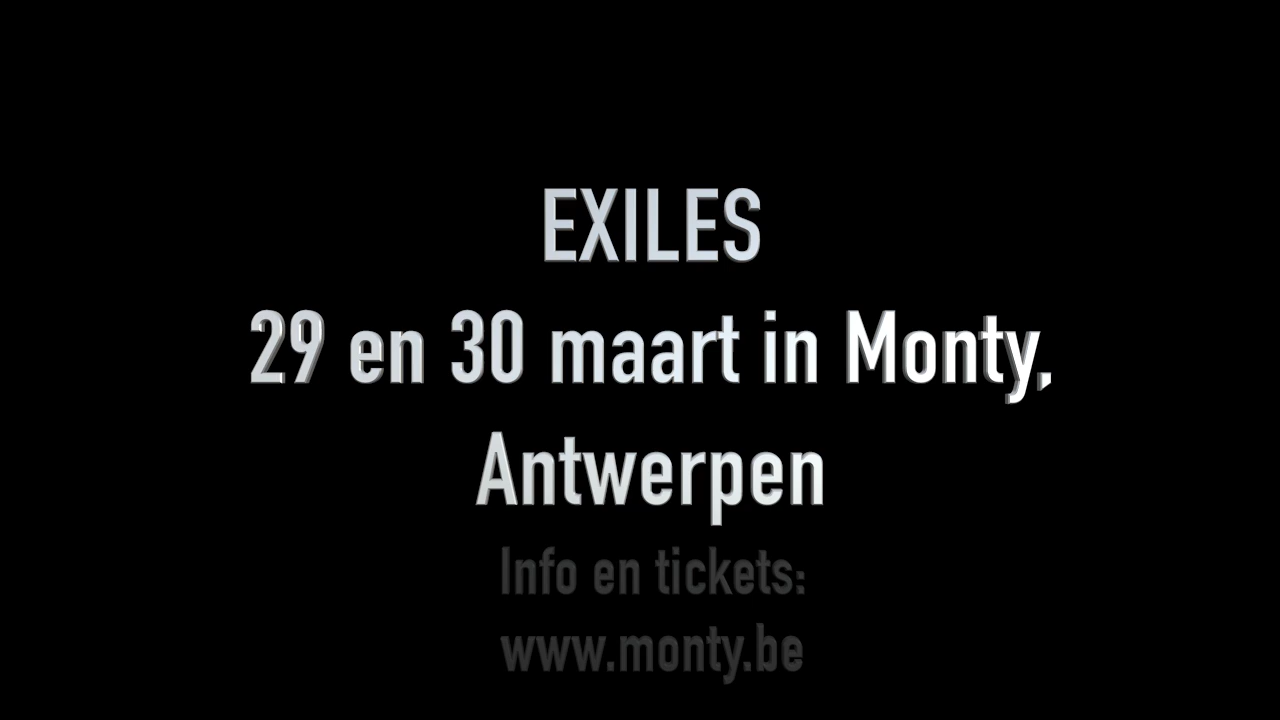 EXILES
29 en 30 maart in Monty,
Antwerpen
Info en tickets:
www.monty.be